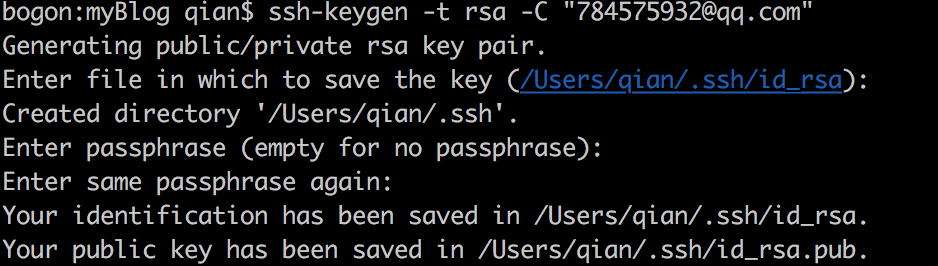 bogon:myBlog qian$ ssh-keygen -t rsa -C "784575932@qq.com"
Generating public/private rsa key pair.
Enter file in which to save the key (/Users/qian/.ssh/id_rsa):
Created directory '/Users/qian/.ssh'.
Enter passphrase (empty for no passphrase):
Enter same passphrase again:
Your identification has been saved in /Users/qian/.ssh/id_rsa.
Your public key has been saved in /Users/qian/.ssh/id_rsa.pub.